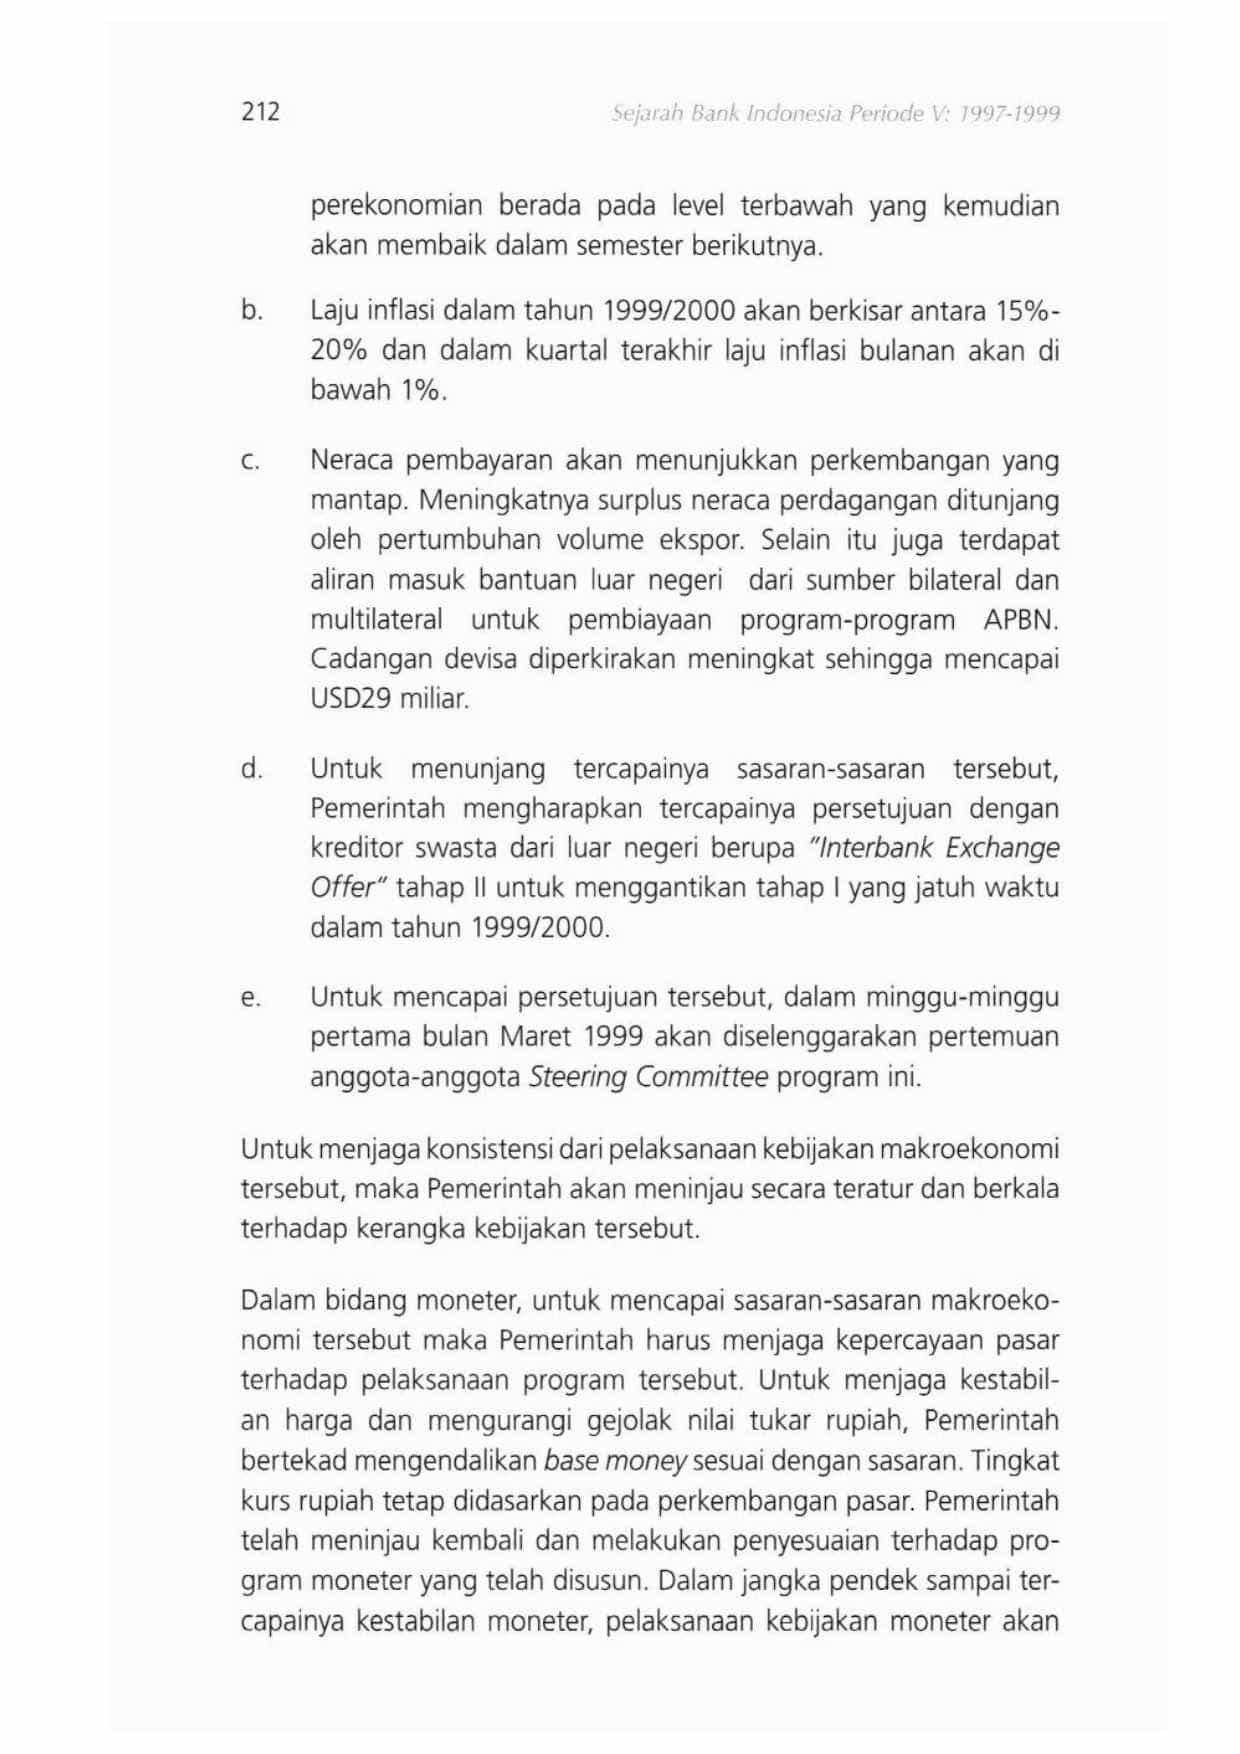 212
Sejarah Bank Indonesia Periode V: 1997-1999
perekonomian berada pada level terbawah yang kemudian
akan membaik dalam semester berikutnya.
b. Laju inflasi dalam tahun 1999/2000 akan berkisar antara 15%-
20% dan dalam kuartal terakhir laju inflasi bulanan akan di
bawah 1%.
c. Neraca pembayaran akan menunjukkan perkembangan yang
mantap. Meningkatnya surplus neraca perdagangan ditunjang
oleh pertumbuhan volume ekspor. Selain itu juga terdapat
aliran masuk bantuan luar negeri dari sumber bilateral dan
multilateral untuk pembiayaan program-program APBN.
Cadangan devisa diperkirakan meningkat sehingga mencapai
USD29 miliar.
d. Untuk menunjang tercapainya sasaran-sasaran tersebut,
Pemerintah mengharapkan tercapainya persetujuan dengan
kreditor swasta dari luar negeri berupa "Interbank Exchange
Offer" tahap II untuk menggantikan tahap I yang jatuh waktu
dalam tahun 1999/2000.
e. Untuk mencapai persetujuan tersebut, dalam minggu-minggu
pertama bulan Maret 1999 akan diselenggarakan pertemuan
anggota-anggota Steering Committee program ini.
Untuk menjaga konsistensi dari pelaksanaan kebijakan makroekonomi
tersebut, maka Pemerintah akan meninjau secara teratur dan berkala
terhadap kerangka kebijakan tersebut.
Dalam bidang moneter, untuk mencapai sasaran-sasaran makroeko-
nomi tersebut maka Pemerintah harus menjaga kepercayaan pasar
terhadap pelaksanaan program tersebut. Untuk menjaga kestabil-
an harga dan mengurangi gejolak nilai tukar rupiah, Pemerintah
bertekad mengendalikan base money sesuai dengan sasaran. Tingkat
kurs rupiah tetap didasarkan pada perkembangan pasar. Pemerintah
telah meninjau kembali dan melakukan penyesuaian terhadap pro-
gram moneter yang telah disusun. Dalam jangka pendek sampai ter-
capainya kestabilan moneter, pelaksanaan kebijakan moneter akan